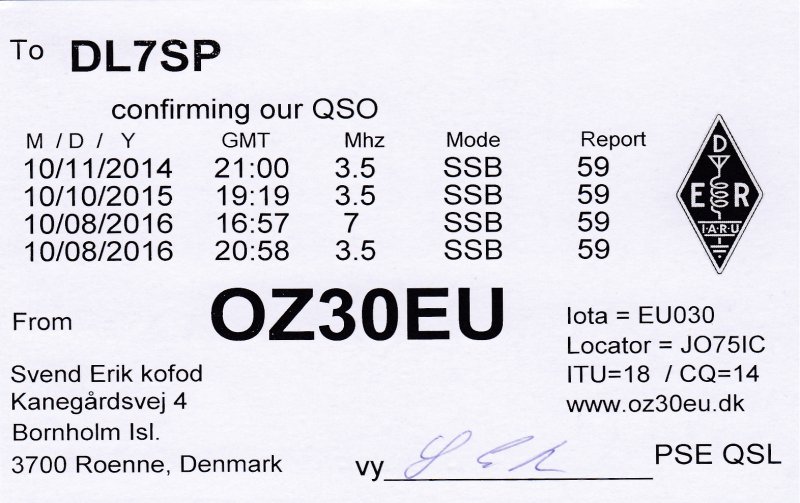 To DL7SP
confirming our QSO
M / D / Y GMT Mhz Mode Report
10/11/2014 21:00 3.5 SSB 59
10/10/2015 19:19 3.5 SSB 59
10/08/2016 16:57 7 SSB 59
10/08/2016 20:58 3.5 SSB 59
D
E R
I·A·R·U
From OZ30EU
Iota = EU030
Locator = JO75IC
ITU=18 / CQ=14
www.oz30eu.dk
Svend Erik kofod
Kanegårdsvej 4
Bornholm Isl.
3700 Roenne, Denmark
vy PSE QSL